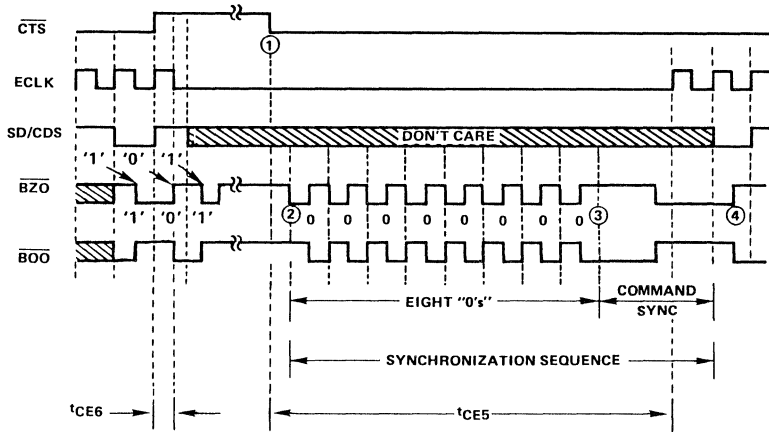 CTS
①
ECLK
SD/CDS
DON'T CARE
'1' '0' '1'
BZO
'1' '0' '1'
② 0 0 0 0 0 0 0 0 ③ ④
BOO
EIGHT "0's"
COMMAND
SYNC
SYNCHRONIZATION SEQUENCE
tCE6
tCE5